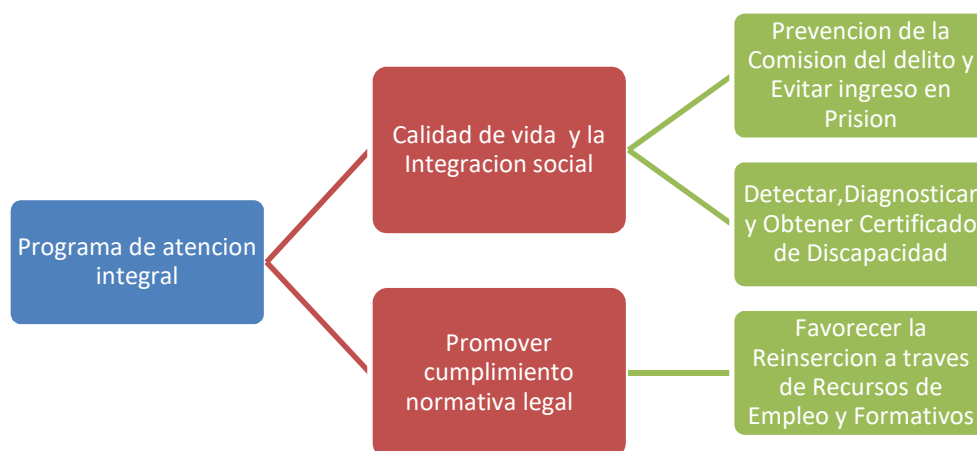 Programa de atencion
integral
Calidad de vida y la
Integracion social
Prevencion de la
Comision del delito y
Evitar ingreso en
Prision
Detectar,Diagnosticar
y Obtener Certificado
de Discapacidad
Promover
cumplimiento
normativa legal
Favorecer la
Reinsercion a traves
de Recursos de
Empleo y Formativos